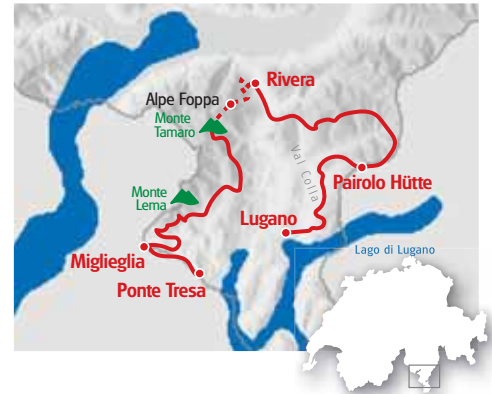 Rivera
Alpe Foppa
Monte
Tamaro
Val Colla
Pairolo Hütte
Monte
Lema
Lugano
Lago di Lugano
Miglieglia
Ponte Tresa